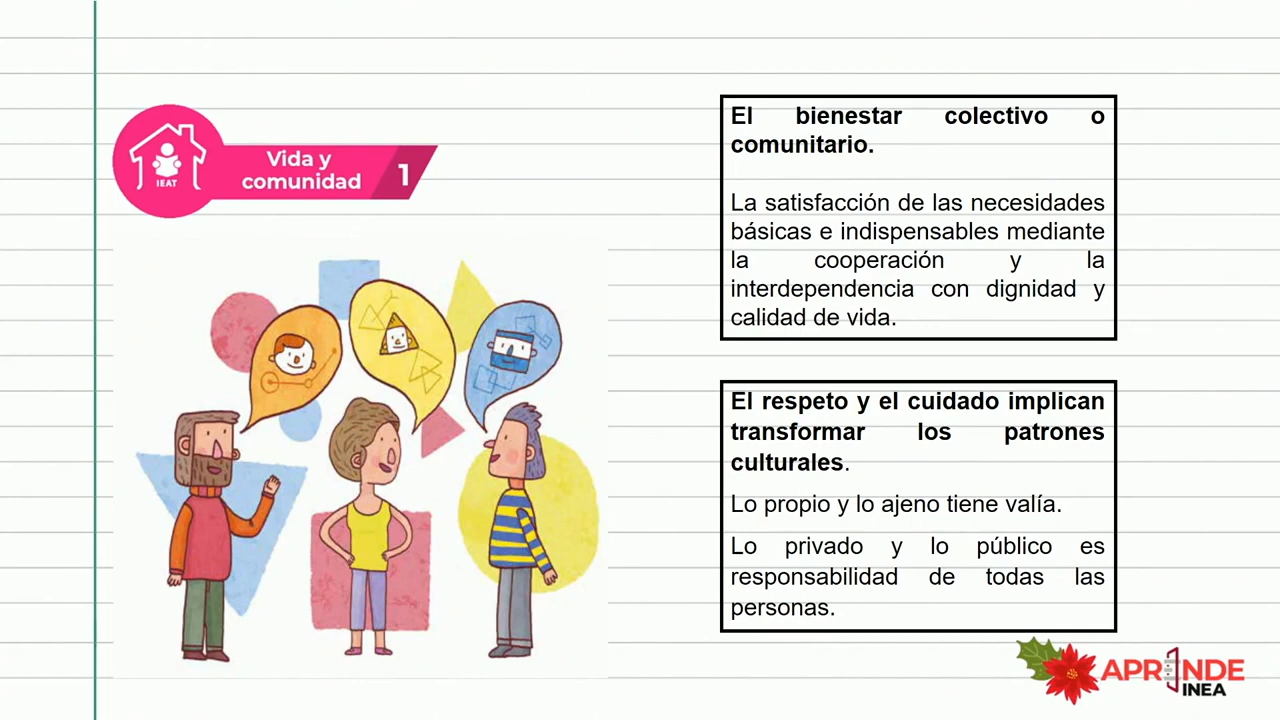 IEAT
Vida y
comunidad
1
El bienestar colectivo o
comunitario.
La satisfacción de las necesidades
básicas e indispensables mediante
la cooperación y la
interdependencia con dignidad y
calidad de vida.
El respeto y el cuidado implican
transformar los patrones
culturales.
Lo propio y lo ajeno tiene valía.
Lo privado y lo público es
responsabilidad de todas las
personas.
APRENDE
INEA